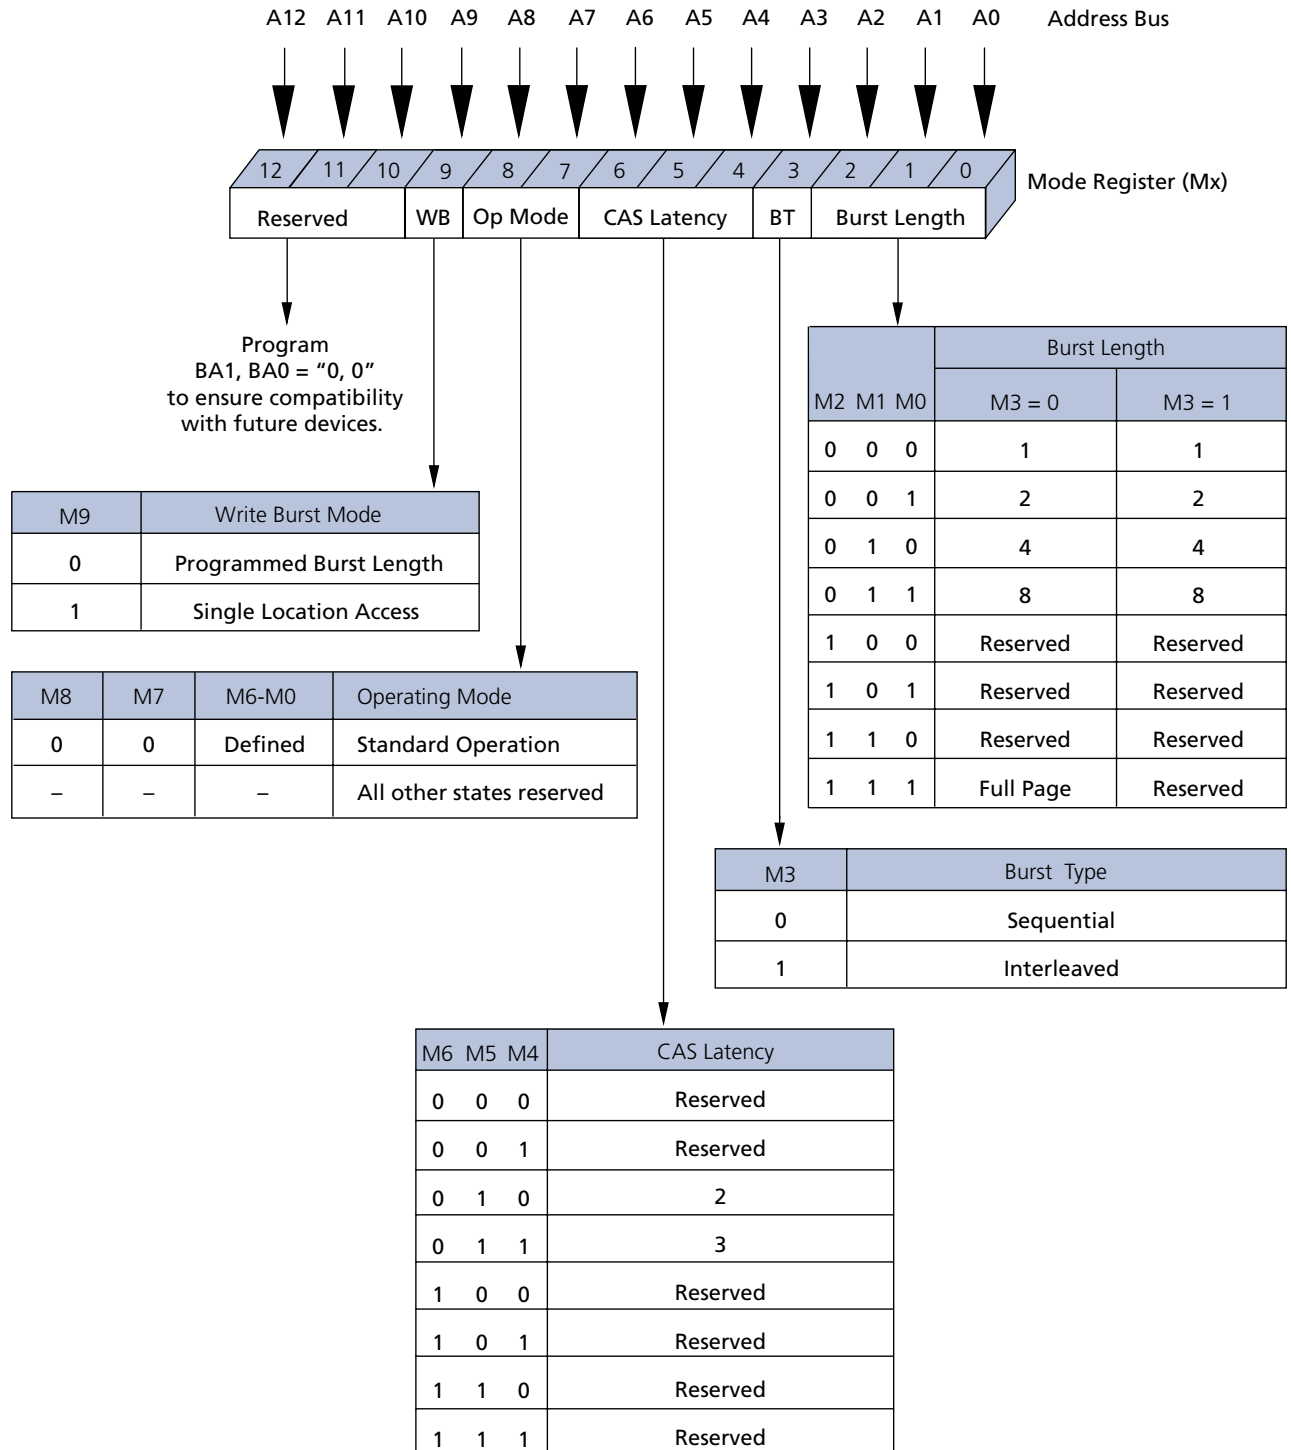 A12 A11 A10 A9 A8 A7 A6 A5 A4 A3 A2 A1 A0 Address Bus
12 11 10 9 8 7 6 5 4 3 2 1 0
Mode Register (Mx)
Reserved WB Op Mode CAS Latency BT Burst Length
Program
BA1, BA0 = “0, 0”
to ensure compatibility
with future devices.
Burst Length
M2 M1 M0 M3 = 0 M3 = 1
0 0 0 1 1
0 0 1 2 2
0 1 0 4 4
0 1 1 8 8
1 0 0 Reserved Reserved
1 0 1 Reserved Reserved
1 1 0 Reserved Reserved
1 1 1 Full Page Reserved
M9 Write Burst Mode
0 Programmed Burst Length
1 Single Location Access
M8 M7 M6-M0 Operating Mode
0 0 Defined Standard Operation
– – – All other states reserved
M3 Burst Type
0 Sequential
1 Interleaved
M6 M5 M4 CAS Latency
0 0 0 Reserved
0 0 1 Reserved
0 1 0 2
0 1 1 3
1 0 0 Reserved
1 0 1 Reserved
1 1 0 Reserved
1 1 1 Reserved